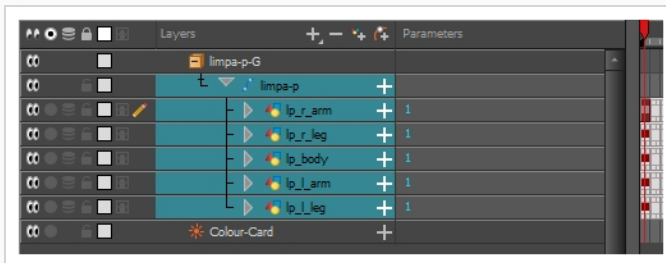 Layers Parameters
limpa-p-G
limpa-p
lp_r_arm 1
lp_r_leg 1
lp_body 1
lp_l_arm 1
lp_l_leg 1
Colour-Card